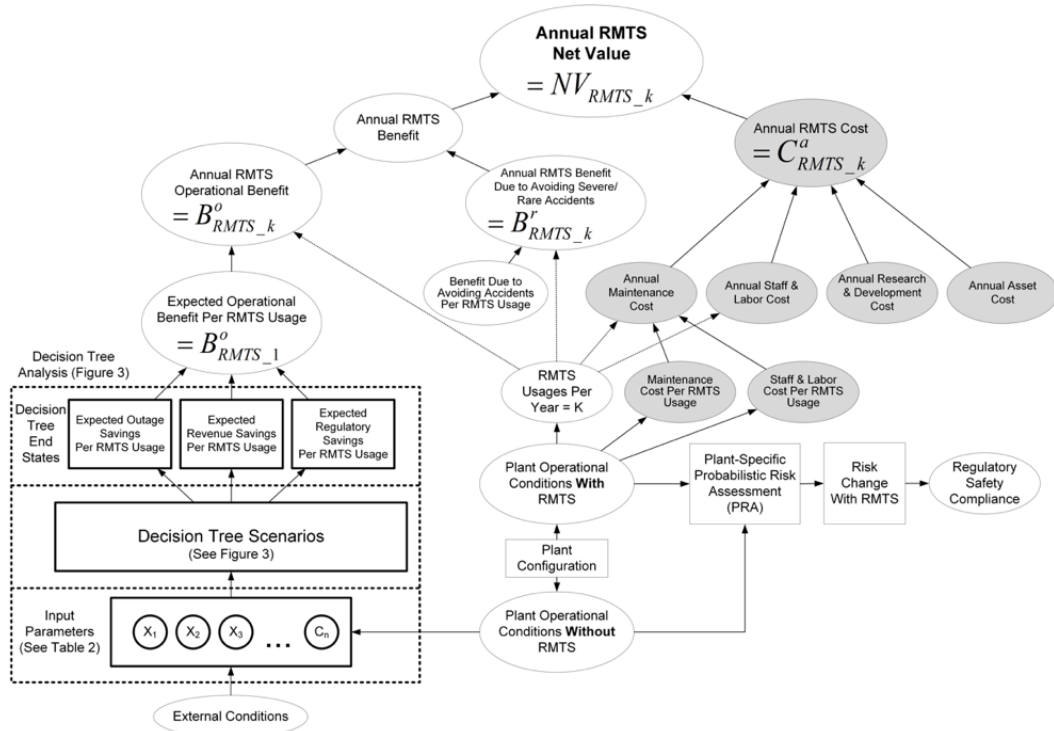 Annual RMTS
Net Value
= NV_{RMTS_k}
Annual RMTS
Benefit
Annual RMTS Cost
= C^{a}_{RMTS_k}
Annual RMTS
Operational Benefit
= B^{o}_{RMTS_k}
Annual RMTS Benefit
Due to Avoiding Severe/
Rare Accidents
= B^{r}_{RMTS_k}
Benefit Due to
Avoiding Accidents
Per RMTS Usage
Annual
Maintenance
Cost
Annual Staff &
Labor Cost
Annual Research
& Development
Cost
Annual Asset
Cost
Expected Operational
Benefit Per RMTS Usage
= B^{o}_{RMTS_1}
Decision Tree
Analysis (Figure 3)
RMTS
Usages Per
Year = K
Maintenance
Cost Per RMTS
Usage
Staff & Labor
Cost Per RMTS
Usage
Decision
Tree
End
States
Expected Outage
Savings
Per RMTS Usage
Expected
Revenue Savings
Per RMTS Usage
Expected
Regulatory
Savings
Per RMTS Usage
Plant Operational
Conditions With
RMTS
Plant-Specific
Probabilistic Risk
Assessment
(PRA)
Risk
Change
With RMTS
Regulatory
Safety
Compliance
Decision Tree Scenarios
(See Figure 3)
Plant
Configuration
Input
Parameters
(See Table 2)
X₁ X₂ X₃ ... Cₙ
Plant Operational
Conditions Without
RMTS
External Conditions